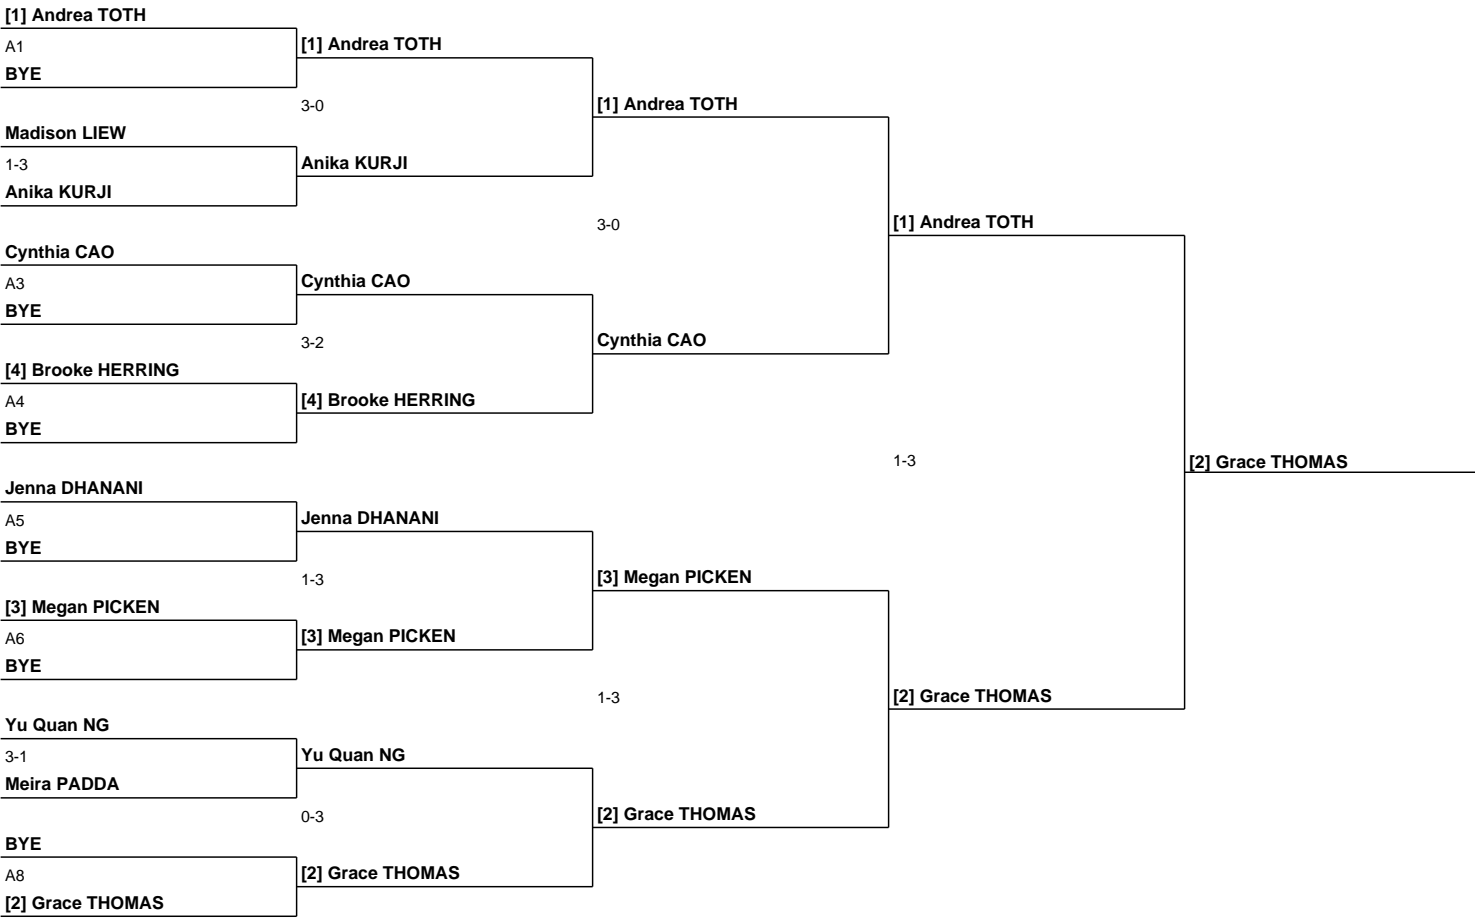 [1] Andrea TOTH
A1
BYE
Madison LIEW
1-3
Anika KURJI
Cynthia CAO
A3
BYE
[4] Brooke HERRING
A4
BYE
Jenna DHANANI
A5
BYE
[3] Megan PICKEN
A6
BYE
Yu Quan NG
3-1
Meira PADDA
BYE
A8
[2] Grace THOMAS
[1] Andrea TOTH
3-0
Anika KURJI
Cynthia CAO
3-2
[4] Brooke HERRING
Jenna DHANANI
1-3
[3] Megan PICKEN
Yu Quan NG
0-3
[2] Grace THOMAS
[1] Andrea TOTH
3-0
Cynthia CAO
[3] Megan PICKEN
1-3
[2] Grace THOMAS
[1] Andrea TOTH
1-3
[2] Grace THOMAS
[2] Grace THOMAS